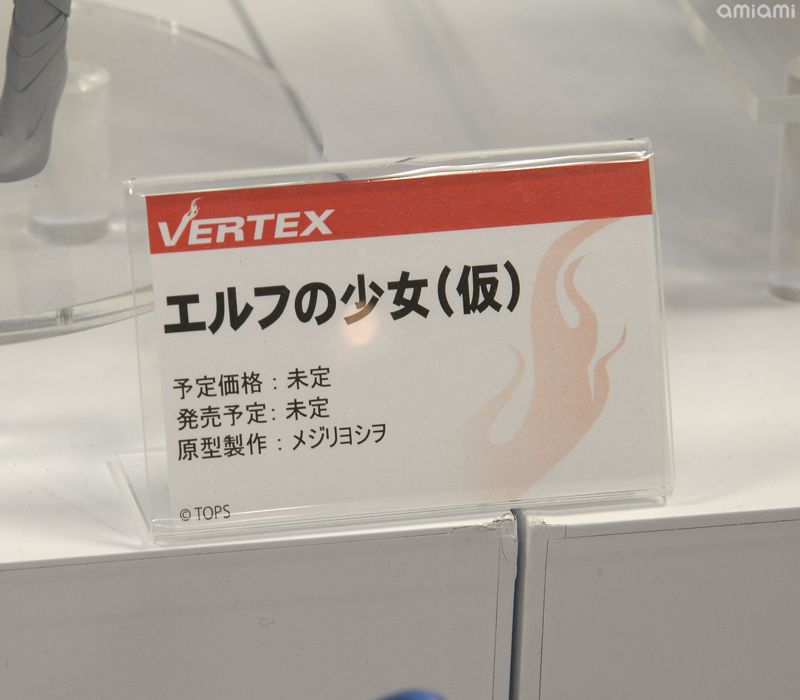 amiami
VERTEX
エルフの少女(仮)
予定価格：未定
発売予定：未定
原型製作：メジリヨシヲ
© TOPS